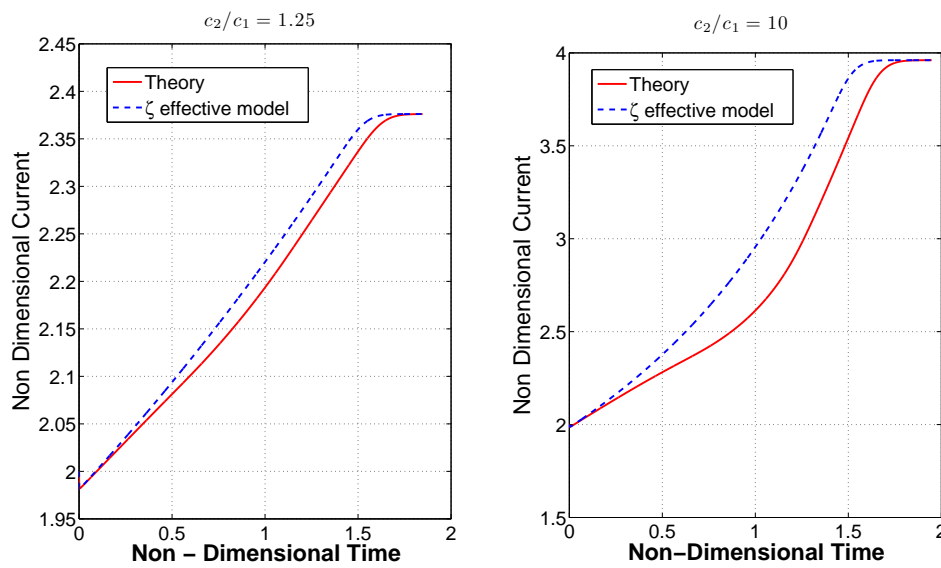 c₂/c₁ = 1.25
2.45
2.4
2.35
2.3
2.25
2.2
2.15
2.1
2.05
2
1.95
Non Dimensional Current
Theory
ζ effective model
0 0.5 1 1.5 2
Non − Dimensional Time
c₂/c₁ = 10
4
3.5
3
2.5
2
1.5
Non Dimensional Current
Theory
ζ effective model
0 0.5 1 1.5 2
Non−Dimensional Time